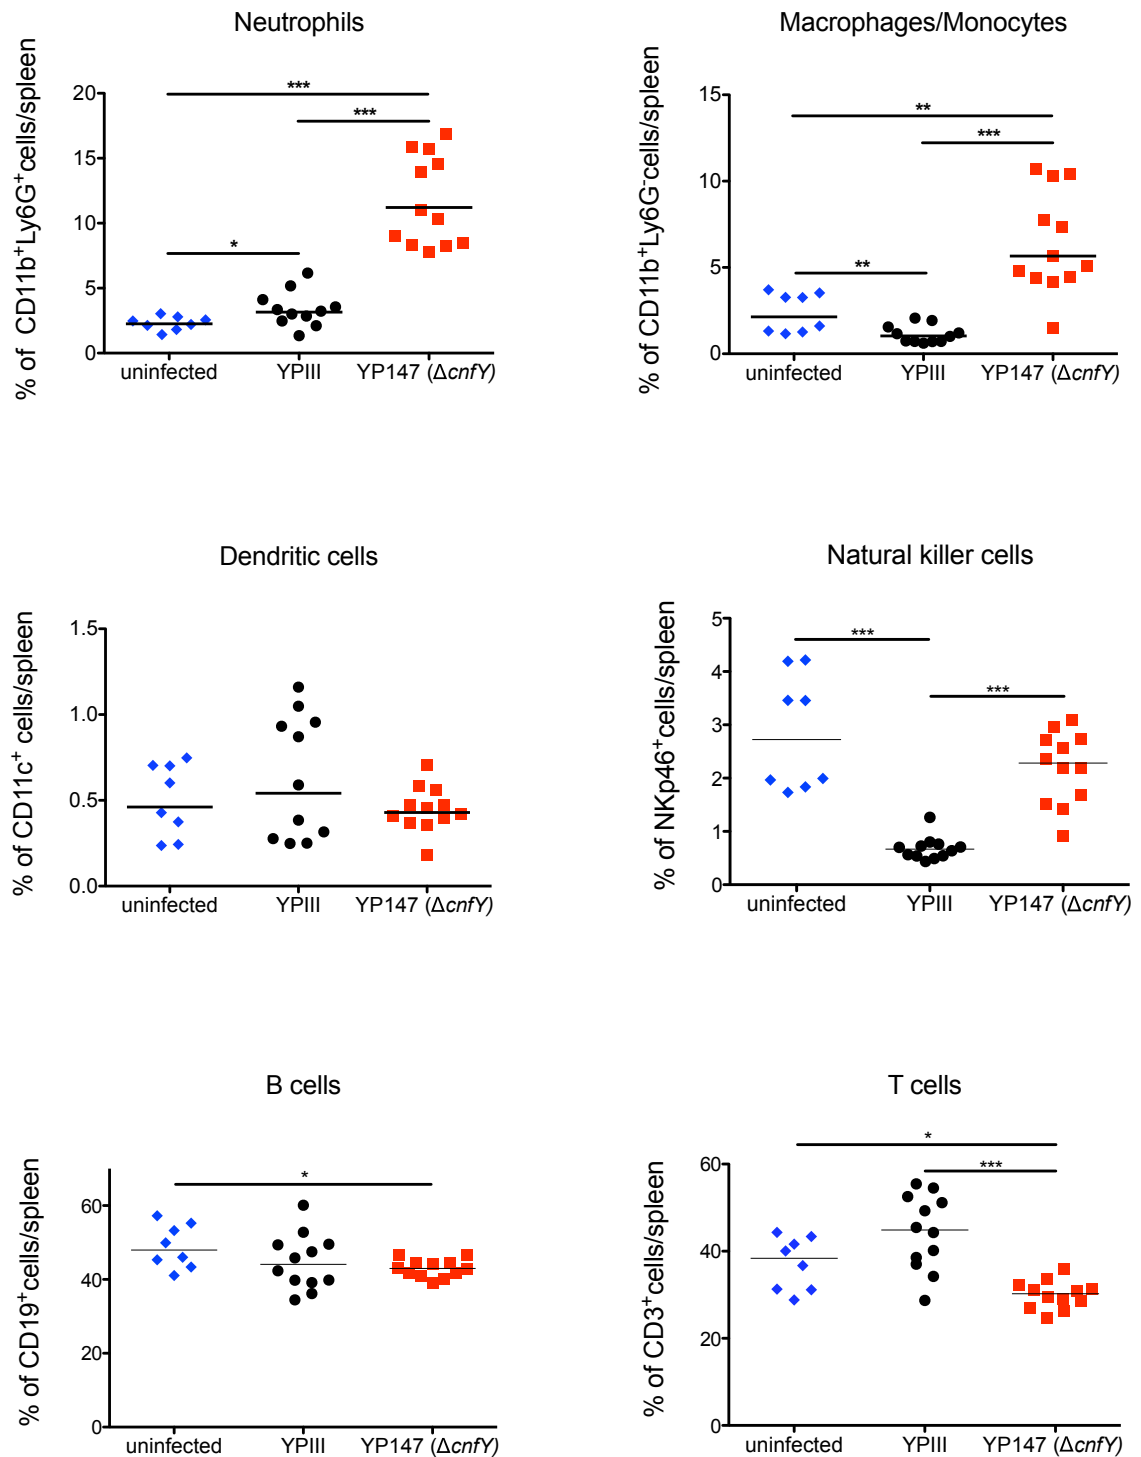 Neutrophils
% of CD11b+Ly6G+cells/spleen
20
15
10
5
0
***
***
*
uninfected YPIII YP147 (ΔcnfY)
Macrophages/Monocytes
% of CD11b+Ly6G-cells/spleen
15
10
5
0
**
***
**
uninfected YPIII YP147 (ΔcnfY)
Dendritic cells
% of CD11c+ cells/spleen
1.5
1.0
0.5
0.0
uninfected YPIII YP147 (ΔcnfY)
Natural killer cells
% of NKp46+cells/spleen
5
4
3
2
1
0
***
***
uninfected YPIII YP147 (ΔcnfY)
B cells
% of CD19+cells/spleen
60
40
20
0
*
uninfected YPIII YP147 (ΔcnfY)
T cells
% of CD3+cells/spleen
60
40
20
0
*
***
uninfected YPIII YP147 (ΔcnfY)